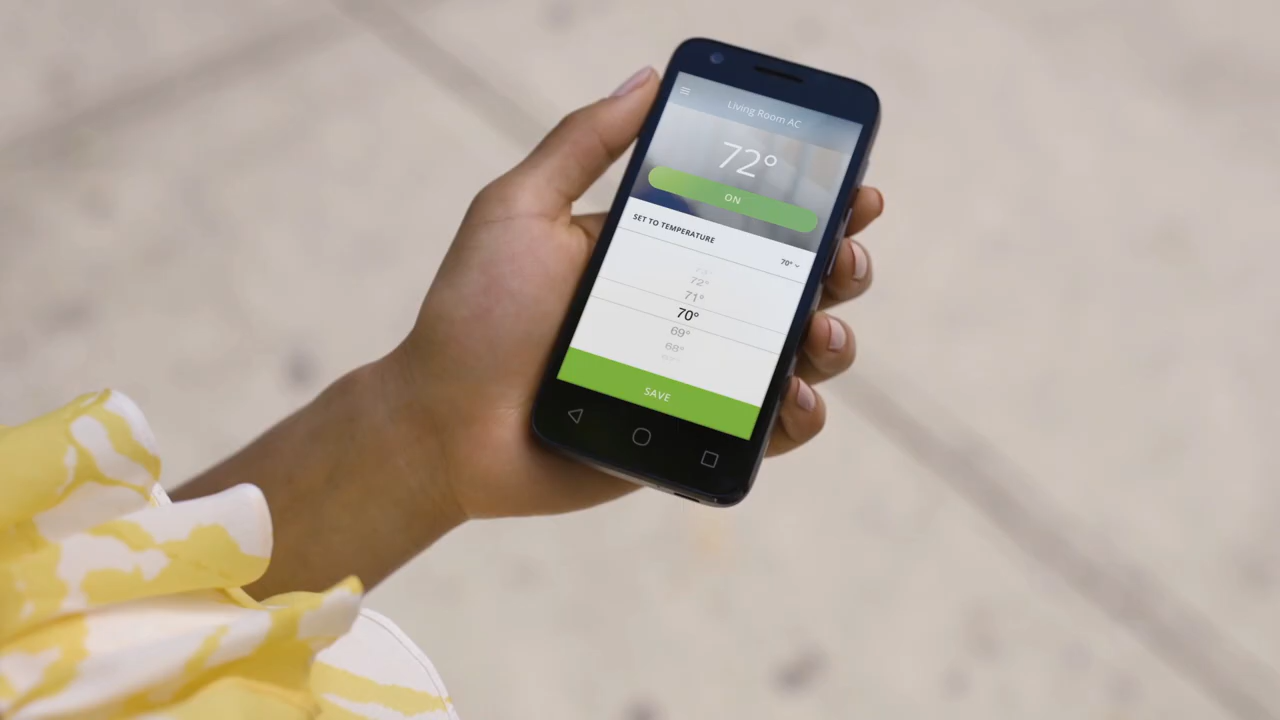 Living Room AC
72°
ON
SET TO TEMPERATURE
70°
72°
71°
70°
69°
68°
SAVE